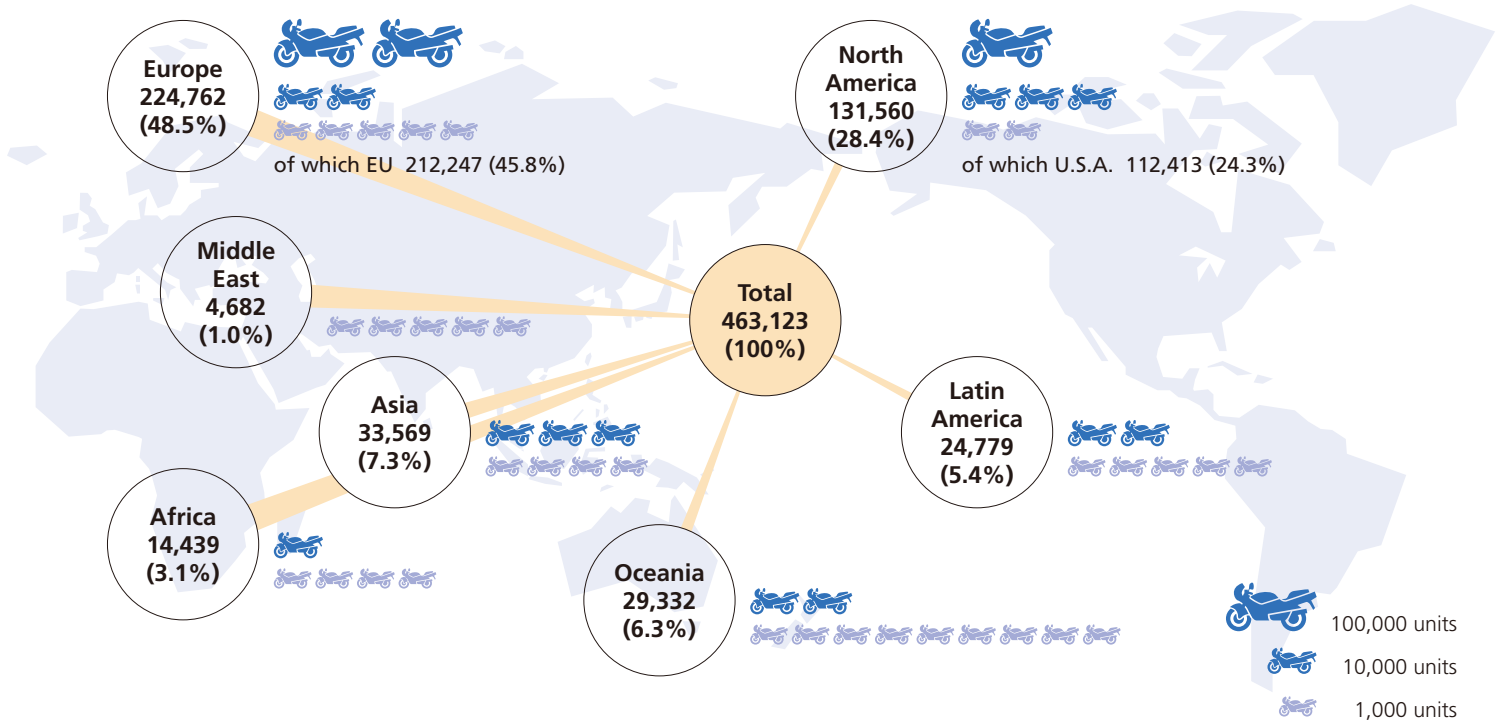 Europe
224,762
(48.5%)
of which EU 212,247 (45.8%)
North
America
131,560
(28.4%)
of which U.S.A. 112,413 (24.3%)
Middle
East
4,682
(1.0%)
Total
463,123
(100%)
Asia
33,569
(7.3%)
Latin
America
24,779
(5.4%)
Africa
14,439
(3.1%)
Oceania
29,332
(6.3%)
100,000 units
10,000 units
1,000 units